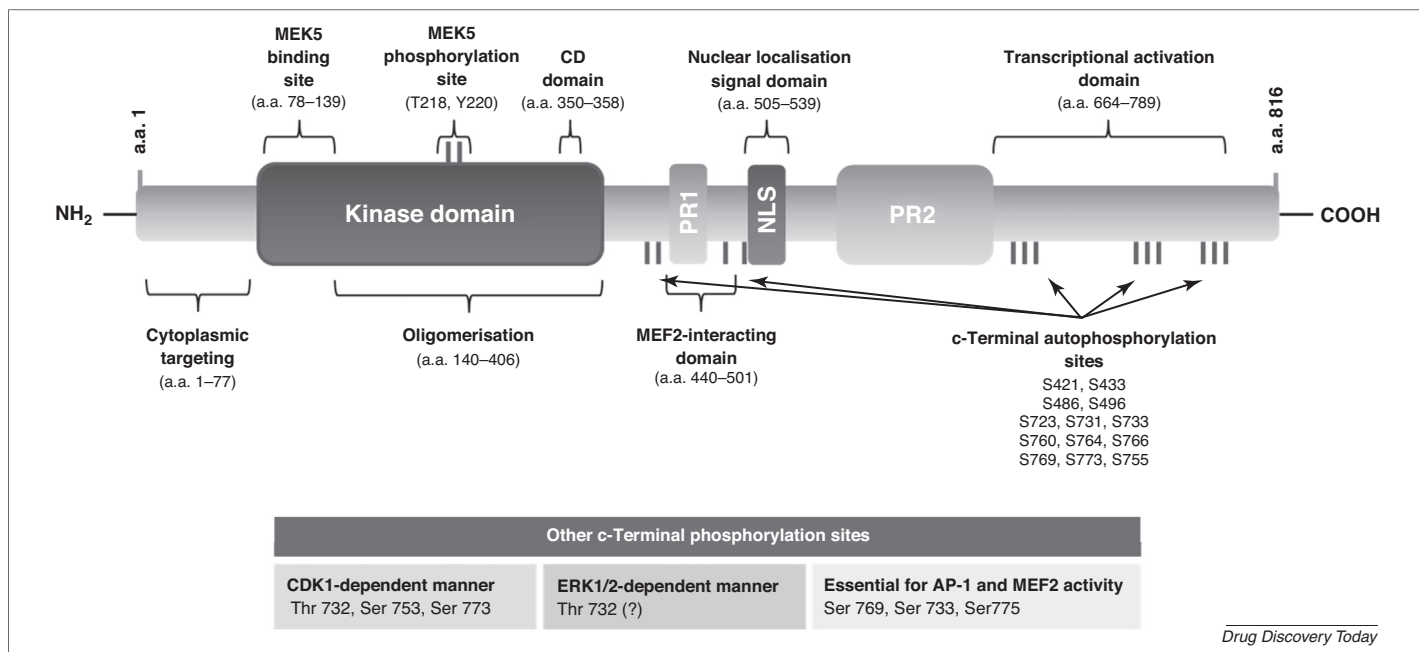 MEK5
binding
site
(a.a. 78–139)
MEK5
phosphorylation
site
(T218, Y220)
CD
domain
(a.a. 350–358)
Nuclear localisation
signal domain
(a.a. 505–539)
Transcriptional activation
domain
(a.a. 664–789)
a.a. 1
a.a. 816
NH2
Kinase domain
PR1
NLS
PR2
COOH
Cytoplasmic
targeting
(a.a. 1–77)
Oligomerisation
(a.a. 140–406)
MEF2-interacting
domain
(a.a. 440–501)
c-Terminal autophosphorylation
sites
S421, S433
S486, S496
S723, S731, S733
S760, S764, S766
S769, S773, S755
Other c-Terminal phosphorylation sites
CDK1-dependent manner
Thr 732, Ser 753, Ser 773
ERK1/2-dependent manner
Thr 732 (?)
Essential for AP-1 and MEF2 activity
Ser 769, Ser 733, Ser775
Drug Discovery Today